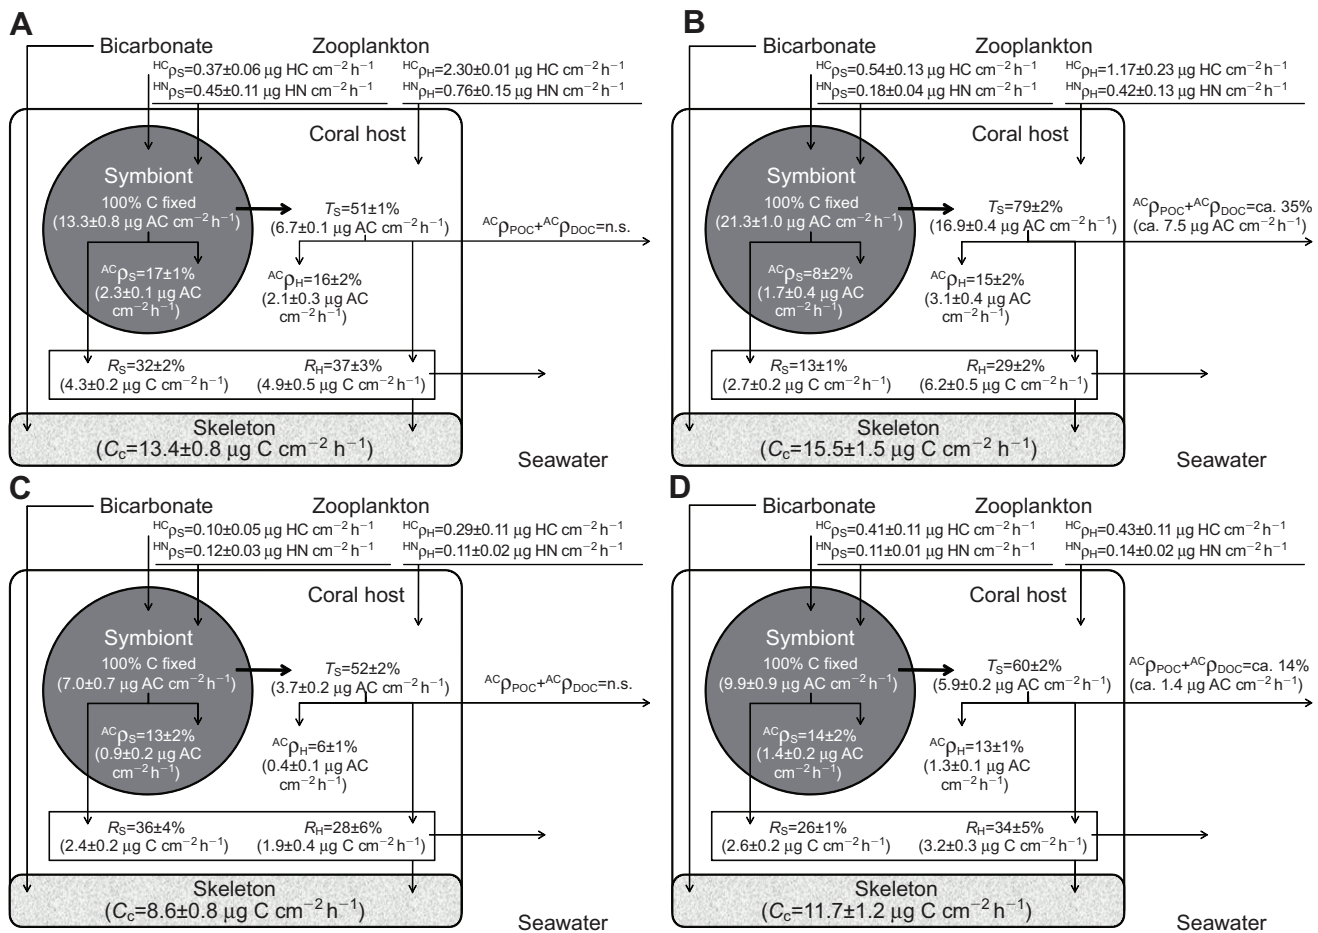 A
Bicarbonate
Zooplankton
HCρS=0.37±0.06 µg HC cm−2 h−1
HCρH=2.30±0.01 µg HC cm−2 h−1
HNρS=0.45±0.11 µg HN cm−2 h−1
HNρH=0.76±0.15 µg HN cm−2 h−1
Coral host
Symbiont
100% C fixed
(13.3±0.8 µg AC cm−2 h−1)
TS=51±1%
(6.7±0.1 µg AC cm−2 h−1)
ACρPOC+ACρDOC=n.s.
ACρS=17±1%
(2.3±0.1 µg AC
cm−2 h−1)
ACρH=16±2%
(2.1±0.3 µg AC
cm−2 h−1)
RS=32±2%
(4.3±0.2 µg C cm−2 h−1)
RH=37±3%
(4.9±0.5 µg C cm−2 h−1)
Skeleton
(Cc=13.4±0.8 µg C cm−2 h−1)
Seawater
B
Bicarbonate
Zooplankton
HCρS=0.54±0.13 µg HC cm−2 h−1
HCρH=1.17±0.23 µg HC cm−2 h−1
HNρS=0.18±0.04 µg HN cm−2 h−1
HNρH=0.42±0.13 µg HN cm−2 h−1
Coral host
Symbiont
100% C fixed
(21.3±1.0 µg AC cm−2 h−1)
TS=79±2%
(16.9±0.4 µg AC cm−2 h−1)
ACρPOC+ACρDOC=ca. 35%
(ca. 7.5 µg AC cm−2 h−1)
ACρS=8±2%
(1.7±0.4 µg AC
cm−2 h−1)
ACρH=15±2%
(3.1±0.4 µg AC
cm−2 h−1)
RS=13±1%
(2.7±0.2 µg C cm−2 h−1)
RH=29±2%
(6.2±0.5 µg C cm−2 h−1)
Skeleton
(Cc=15.5±1.5 µg C cm−2 h−1)
Seawater
C
Bicarbonate
Zooplankton
HCρS=0.10±0.05 µg HC cm−2 h−1
HCρH=0.29±0.11 µg HC cm−2 h−1
HNρS=0.12±0.03 µg HN cm−2 h−1
HNρH=0.11±0.02 µg HN cm−2 h−1
Coral host
Symbiont
100% C fixed
(7.0±0.7 µg AC cm−2 h−1)
TS=52±2%
(3.7±0.2 µg AC cm−2 h−1)
ACρPOC+ACρDOC=n.s.
ACρS=13±2%
(0.9±0.2 µg AC
cm−2 h−1)
ACρH=6±1%
(0.4±0.1 µg AC
cm−2 h−1)
RS=36±4%
(2.4±0.2 µg C cm−2 h−1)
RH=28±6%
(1.9±0.4 µg C cm−2 h−1)
Skeleton
(Cc=8.6±0.8 µg C cm−2 h−1)
Seawater
D
Bicarbonate
Zooplankton
HCρS=0.41±0.11 µg HC cm−2 h−1
HCρH=0.43±0.11 µg HC cm−2 h−1
HNρS=0.11±0.01 µg HN cm−2 h−1
HNρH=0.14±0.02 µg HN cm−2 h−1
Coral host
Symbiont
100% C fixed
(9.9±0.9 µg AC cm−2 h−1)
TS=60±2%
(5.9±0.2 µg AC cm−2 h−1)
ACρPOC+ACρDOC=ca. 14%
(ca. 1.4 µg AC cm−2 h−1)
ACρS=14±2%
(1.4±0.2 µg AC
cm−2 h−1)
ACρH=13±1%
(1.3±0.1 µg AC
cm−2 h−1)
RS=26±1%
(2.6±0.2 µg C cm−2 h−1)
RH=34±5%
(3.2±0.3 µg C cm−2 h−1)
Skeleton
(Cc=11.7±1.2 µg C cm−2 h−1)
Seawater